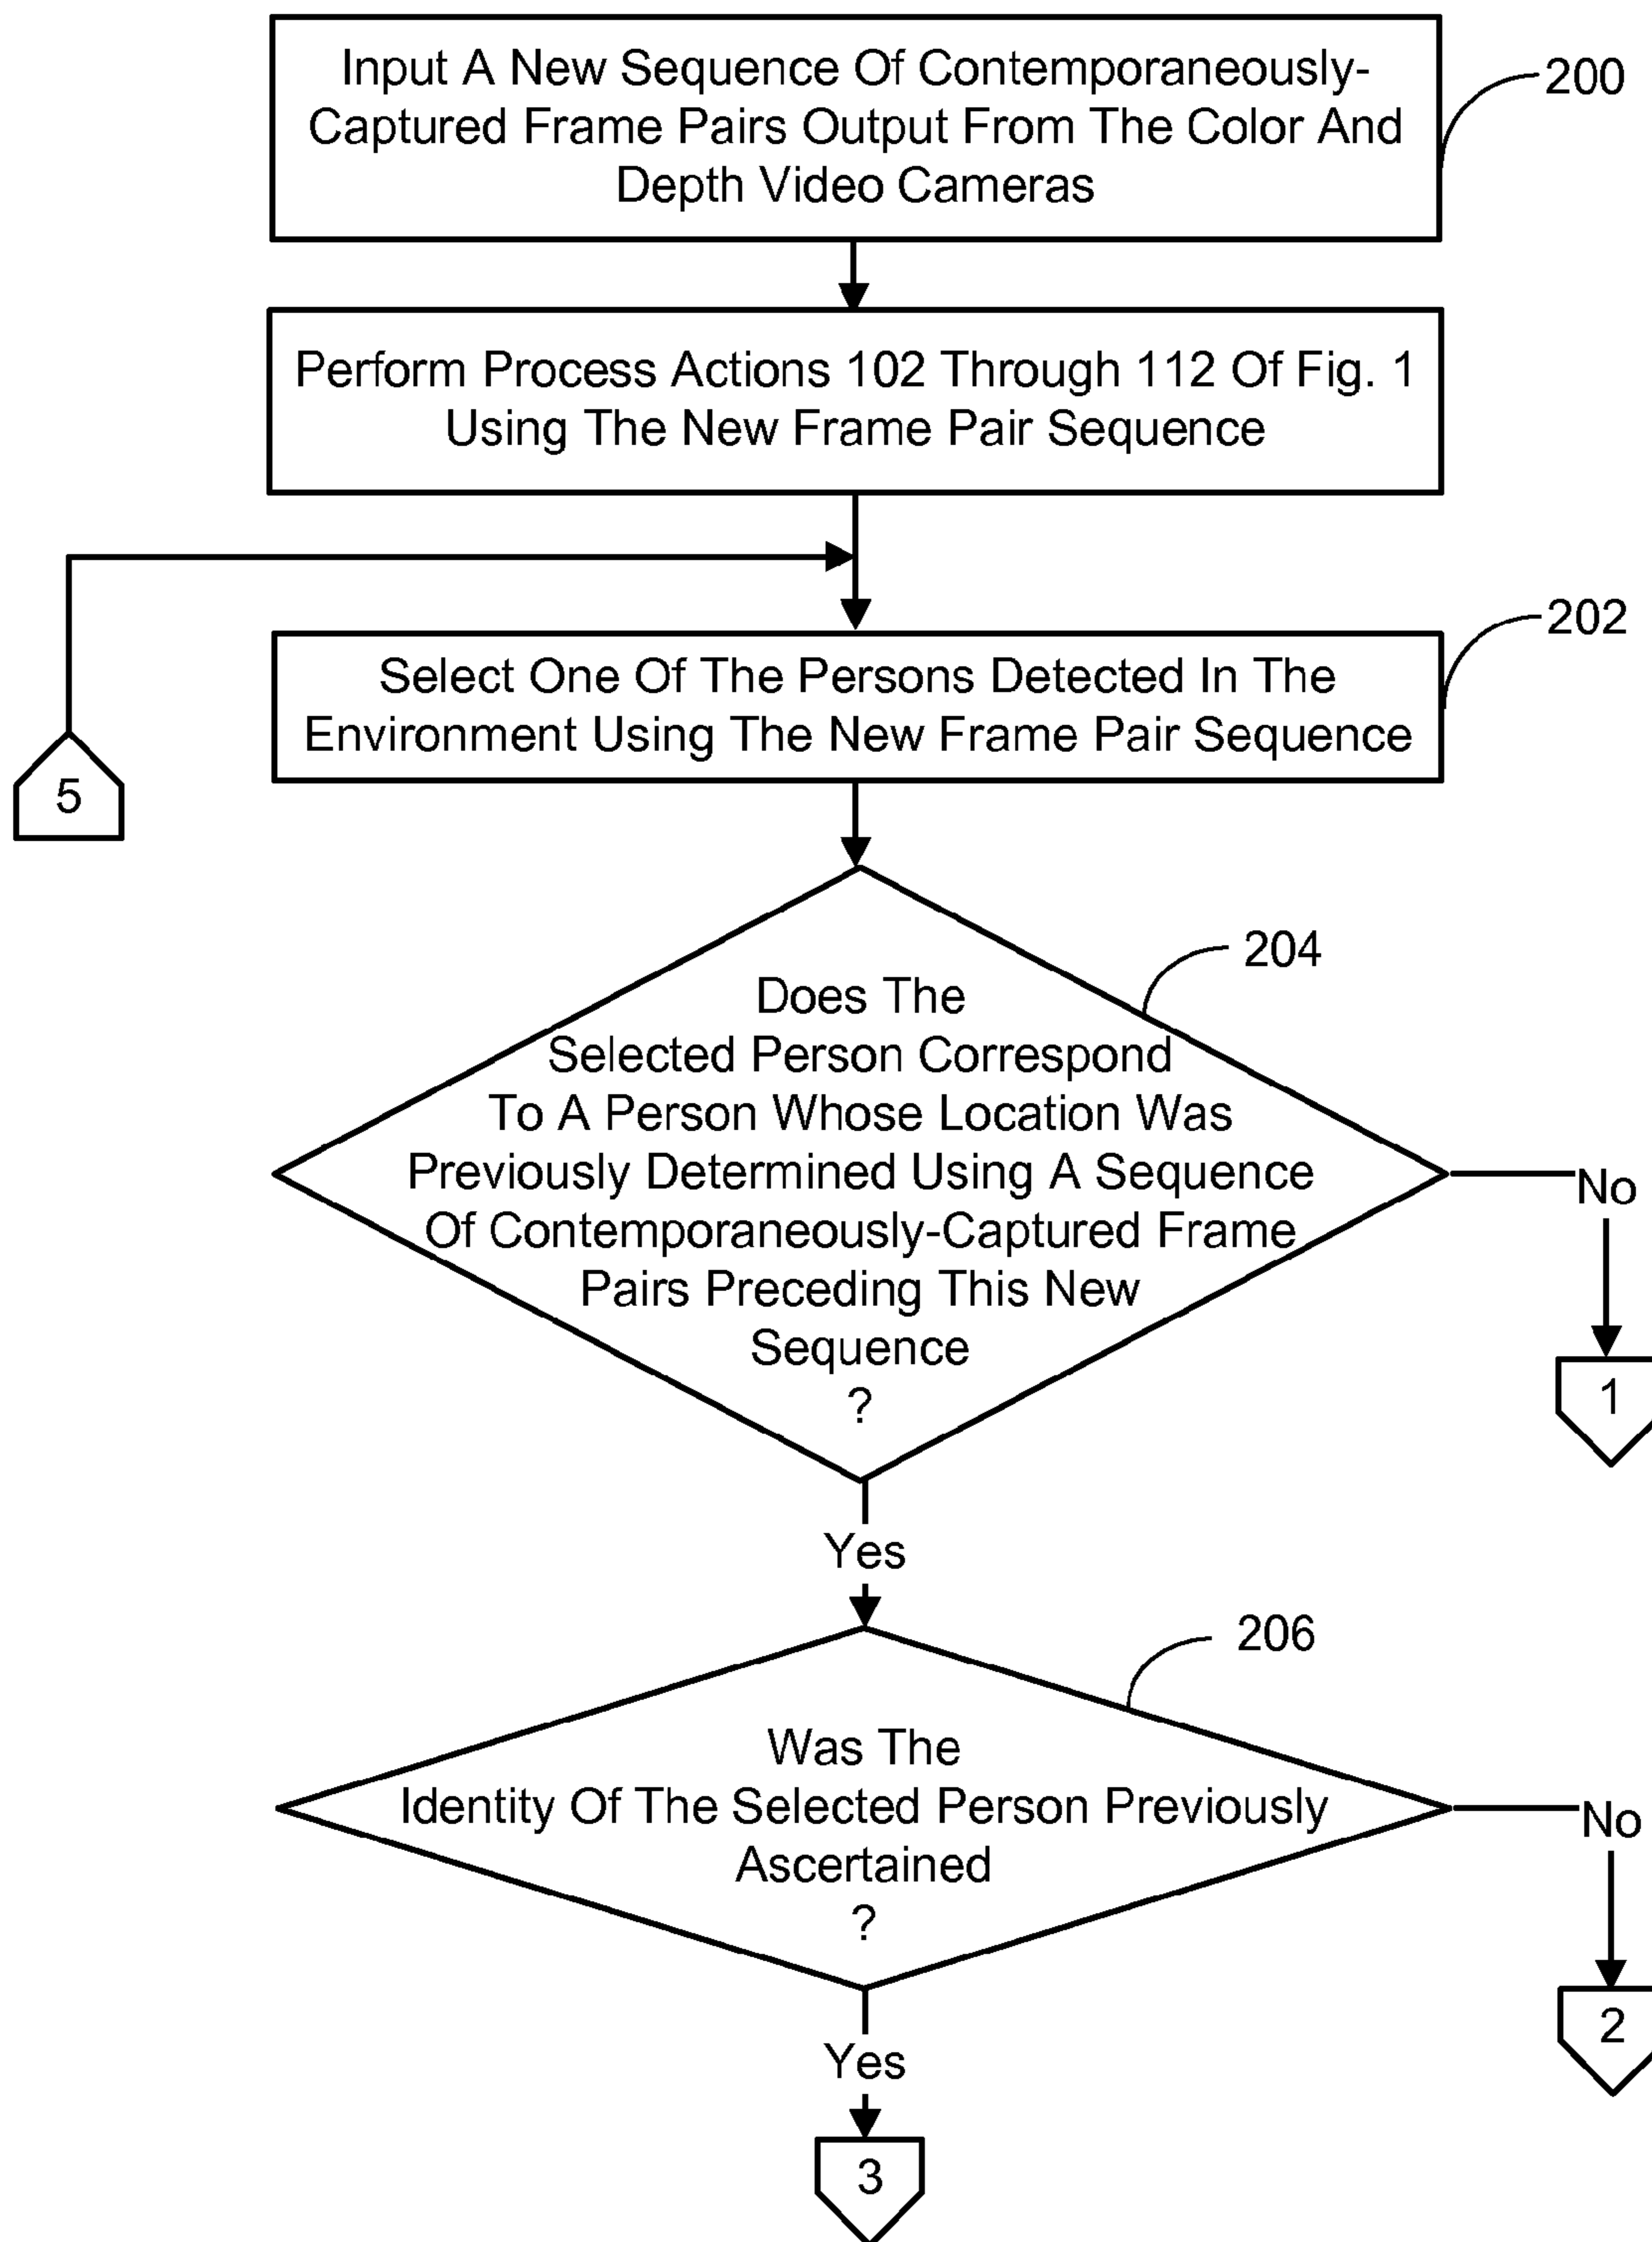 Input A New Sequence Of Contemporaneously-
Captured Frame Pairs Output From The Color And
Depth Video Cameras
200
Perform Process Actions 102 Through 112 Of Fig. 1
Using The New Frame Pair Sequence
202
Select One Of The Persons Detected In The
Environment Using The New Frame Pair Sequence
5
204
Does The
Selected Person Correspond
To A Person Whose Location Was
Previously Determined Using A Sequence
Of Contemporaneously-Captured Frame
Pairs Preceding This New
Sequence
?
No
1
Yes
206
Was The
Identity Of The Selected Person Previously
Ascertained
?
No
2
Yes
3